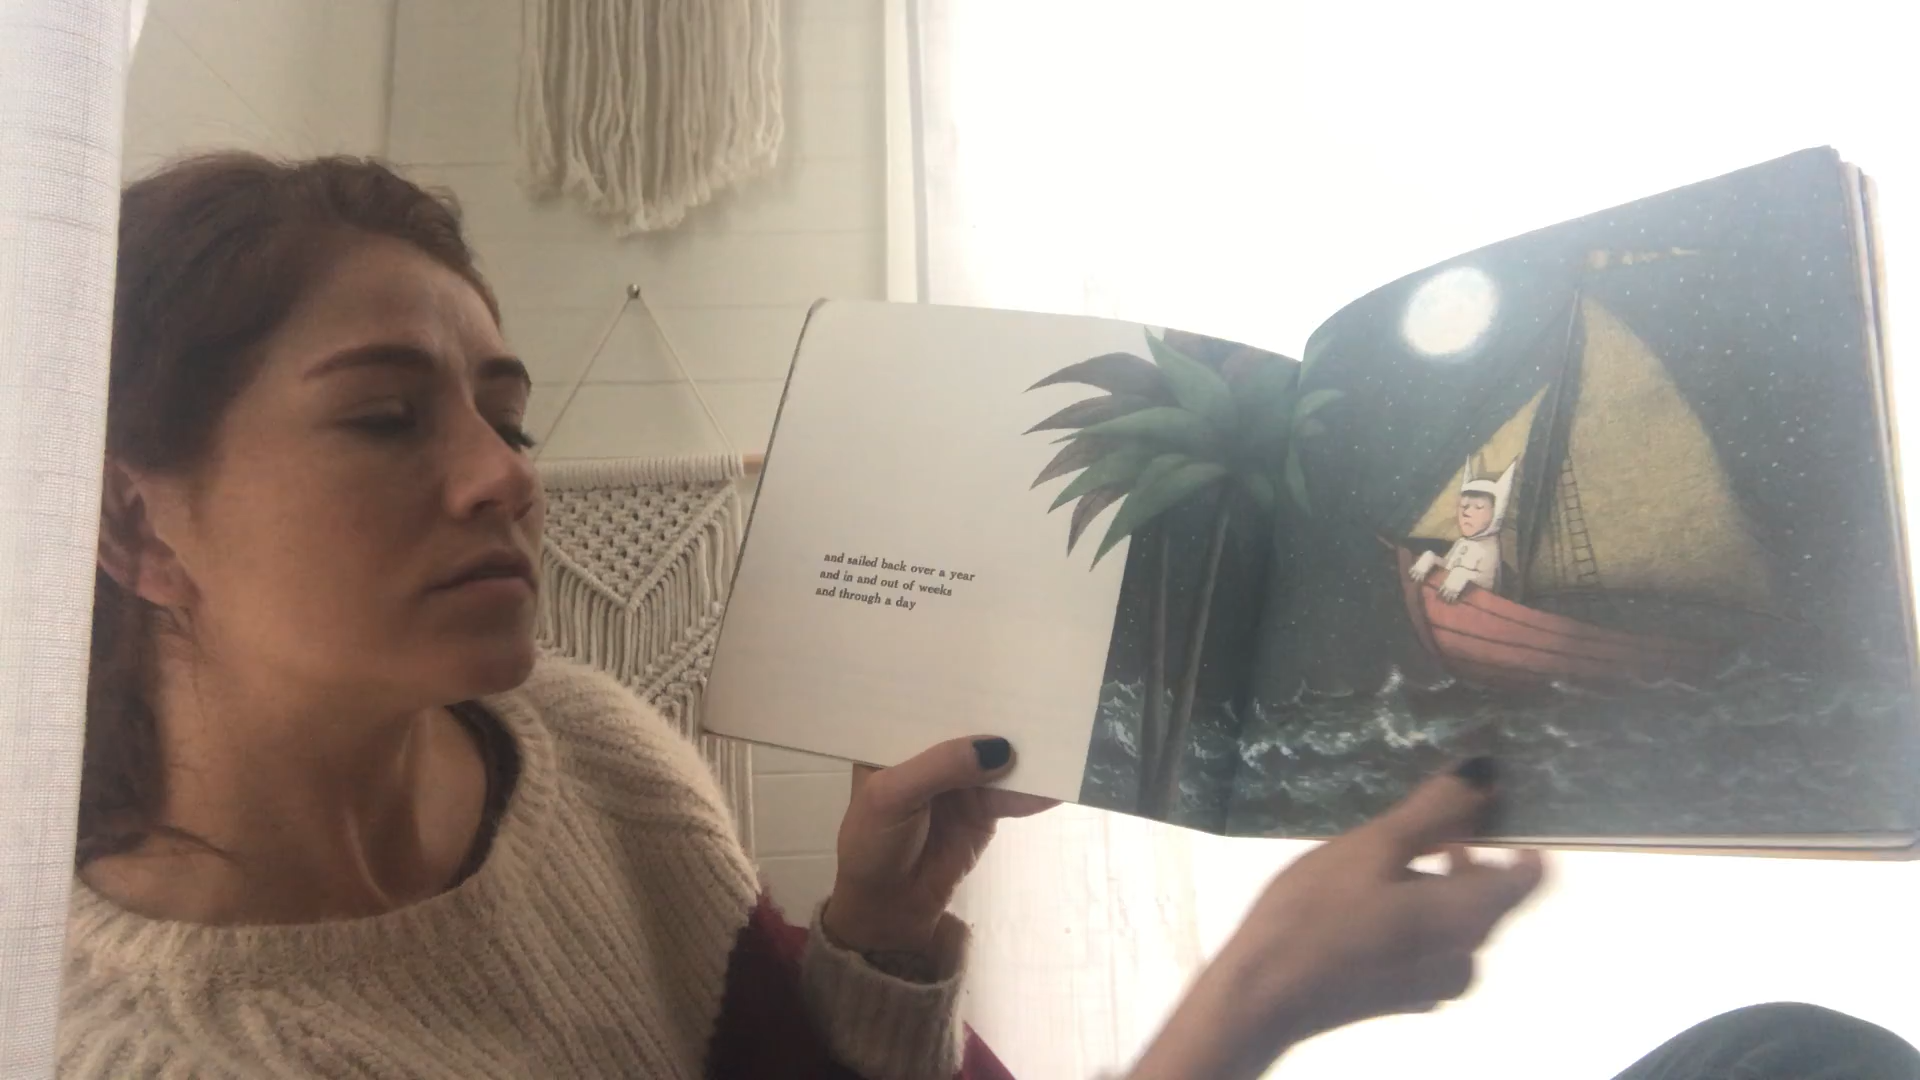 and sailed back over a year
and in and out of weeks
and through a day